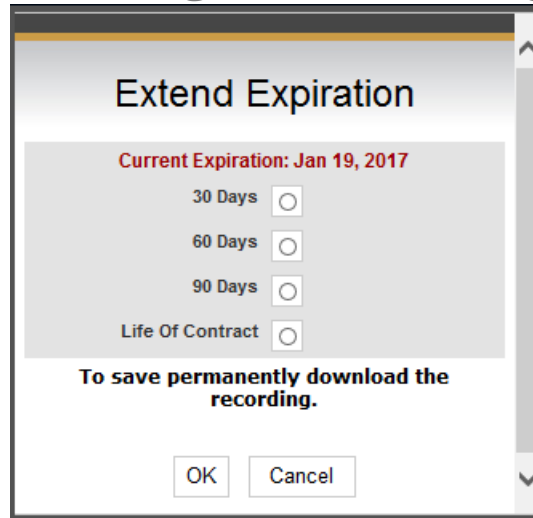 Extend Expiration
Current Expiration: Jan 19, 2017
30 Days
60 Days
90 Days
Life Of Contract
To save permanently download the
recording.
OK Cancel